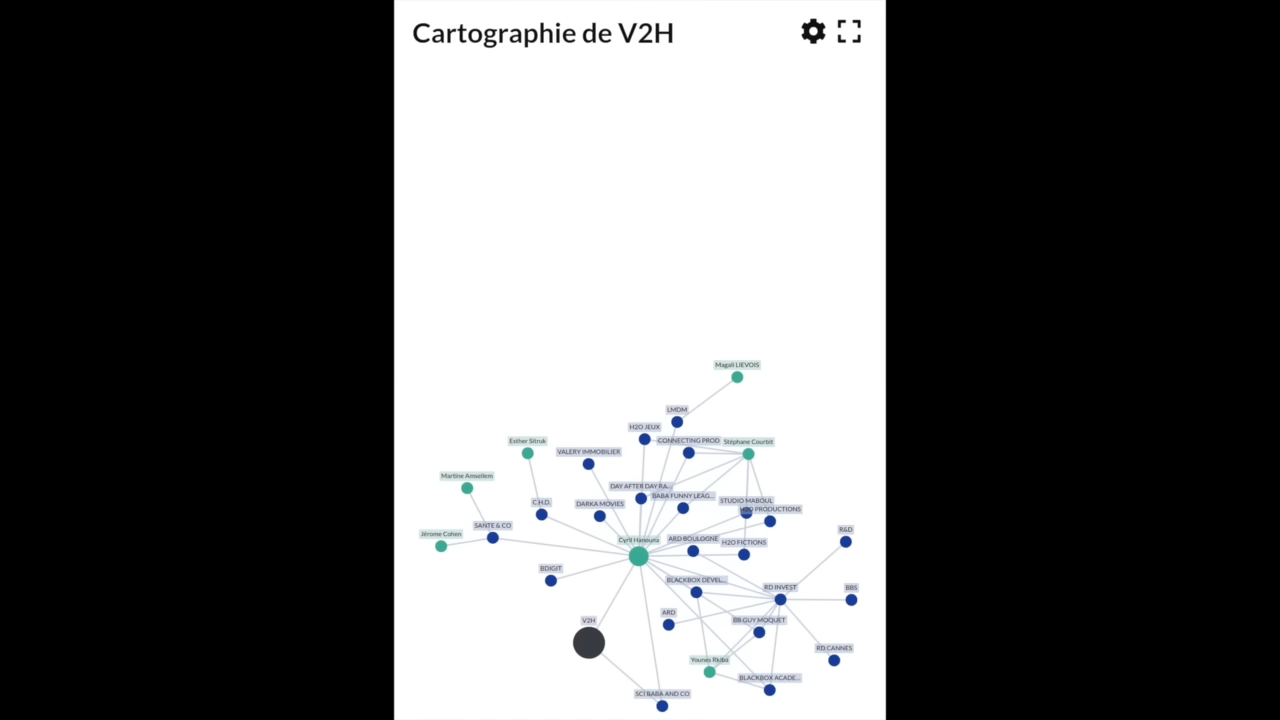 Cartographie de V2H
Magali LIEVOIS
LMDM
H2O JEUX
CONNECTING PROD
Stéphane Courbit
Esther Sitruk
VALERY IMMOBILIER
Martine Amsellem
DAY AFTER DAY RA...
BABA FUNNY LEAG...
STUDIO MABOUL
C.H.D.
DARKA MOVIES
H2O PRODUCTIONS
SANTE & CO
Jérome Cohen
Cyril Hanouna
ARD BOULOGNE
H2O FICTIONS
R&D
BDIGIT
BLACKBOX DEVEL...
RD INVEST
BBS
V2H
ARD
BB GUY MOQUET
RD CANNES
Younes
BLACKBOX ACADE...
SCI BABA AND CO